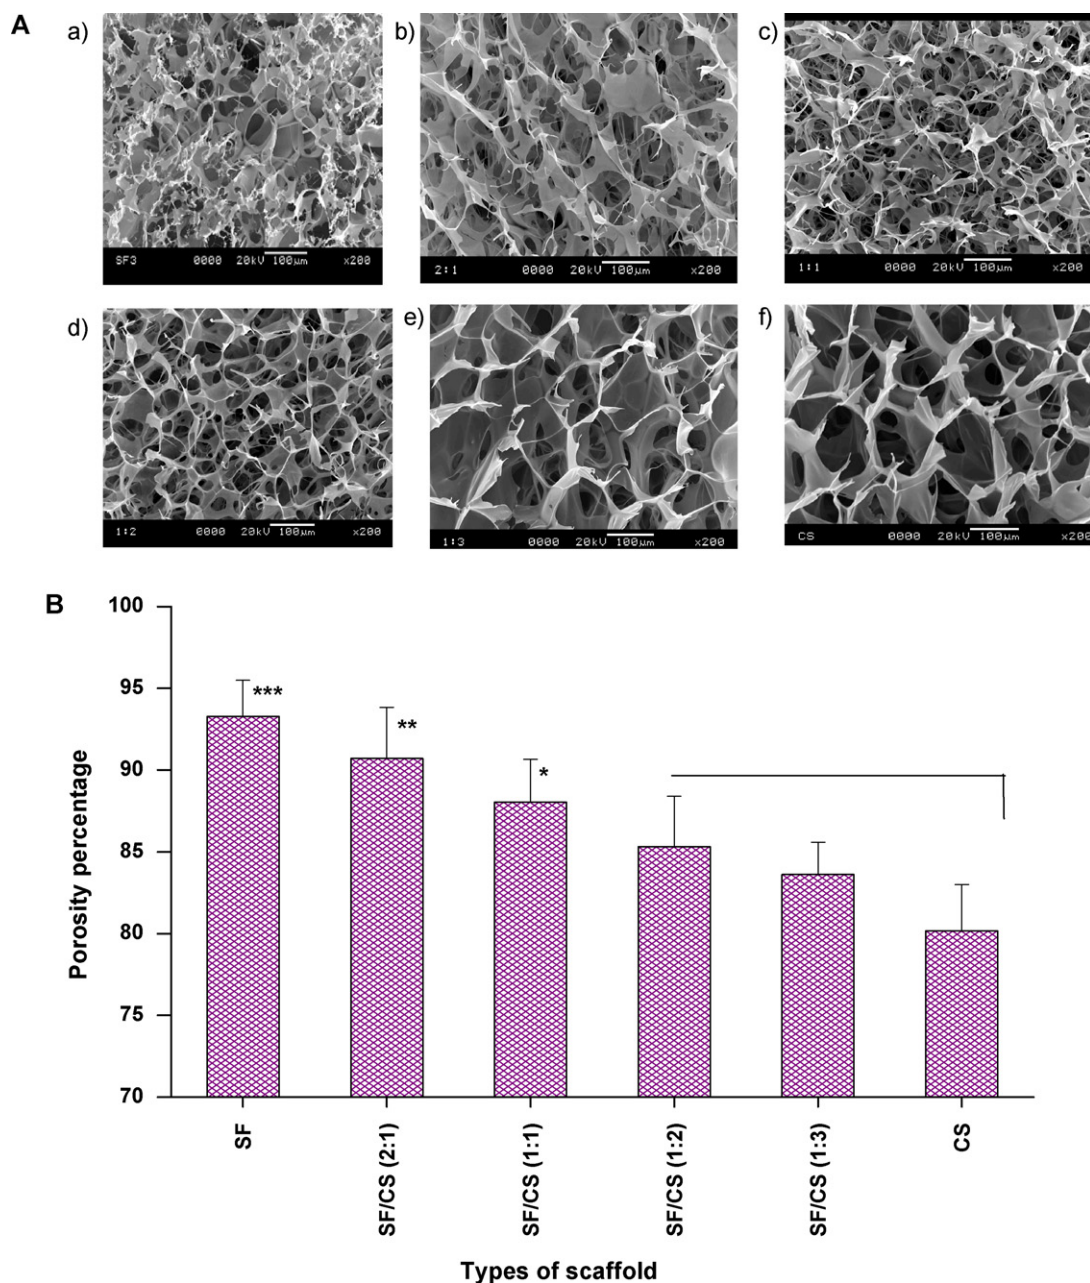 A
a)
SF3 0000 20kV 100µm x200
b)
2:1 0000 20kV 100µm x200
c)
1:1 0000 20kV 100µm x200
d)
1:2 0000 20kV 100µm x200
e)
1:3 0000 20kV 100µm x200
f)
CS 0000 20kV 100µm x200
B
Porosity percentage
100
95
90
85
80
75
70
***
**
*
SF
SF/CS (2:1)
SF/CS (1:1)
SF/CS (1:2)
SF/CS (1:3)
CS
Types of scaffold